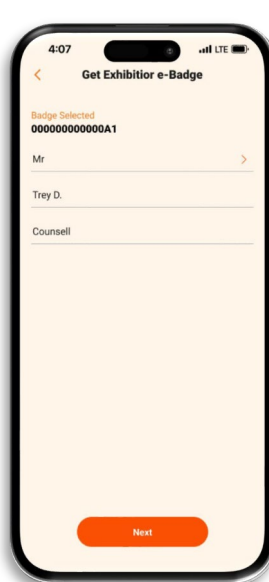 4:07 LTE
Get Exhibitior e-Badge
Badge Selected
000000000000A1
Mr
Trey D.
Counsell
Next